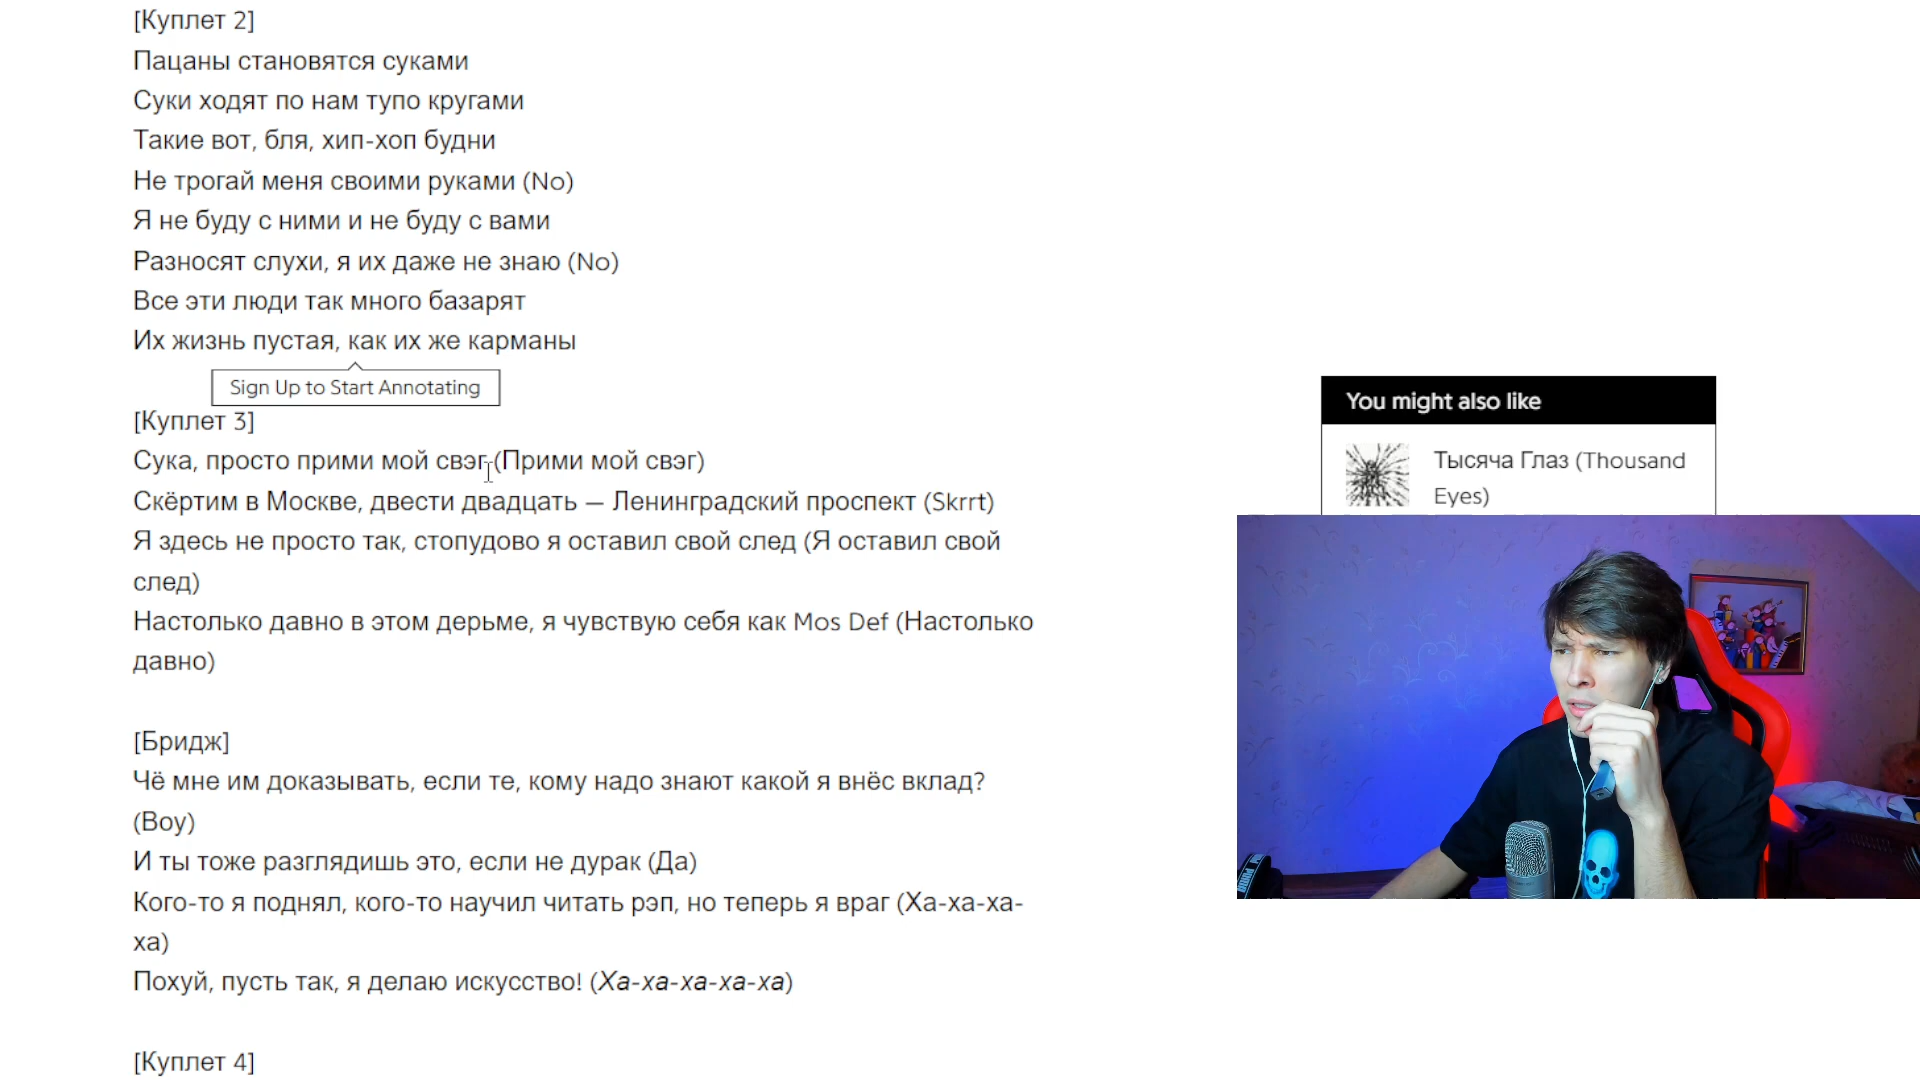 [Куплет 2]
Пацаны становятся суками
Суки ходят по нам тупо кругами
Такие вот, бля, хип-хоп будни
Не трогай меня своими руками (No)
Я не буду с ними и не буду с вами
Разносят слухи, я их даже не знаю (No)
Все эти люди так много базарят
Их жизнь пустая, как их же карманы
Sign Up to Start Annotating
[Куплет 3]
Сука, просто прими мой свэг (Прими мой свэг)
Скёртим в Москве, двести двадцать — Ленинградский проспект (Skrrt)
Я здесь не просто так, стопудово я оставил свой след (Я оставил свой
след)
Настолько давно в этом дерьме, я чувствую себя как Mos Def (Настолько
давно)
[Бридж]
Чё мне им доказывать, если те, кому надо знают какой я внёс вклад?
(Boy)
И ты тоже разглядишь это, если не дурак (Да)
Кого-то я поднял, кого-то научил читать рэп, но теперь я враг (Ха-ха-ха-
ха)
Похуй, пусть так, я делаю искусство! (Ха-ха-ха-ха-ха)
[Куплет 4]
You might also like
Тысяча Глаз (Thousand
Eyes)